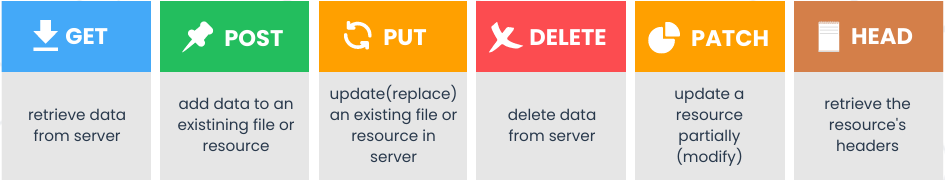 GET
retrieve data
from server
POST
add data to an
existining file or
resource
PUT
update(replace)
an existing file or
resource in
server
DELETE
delete data
from server
PATCH
update a
resource
partially
(modify)
HEAD
retrieve the
resource's
headers